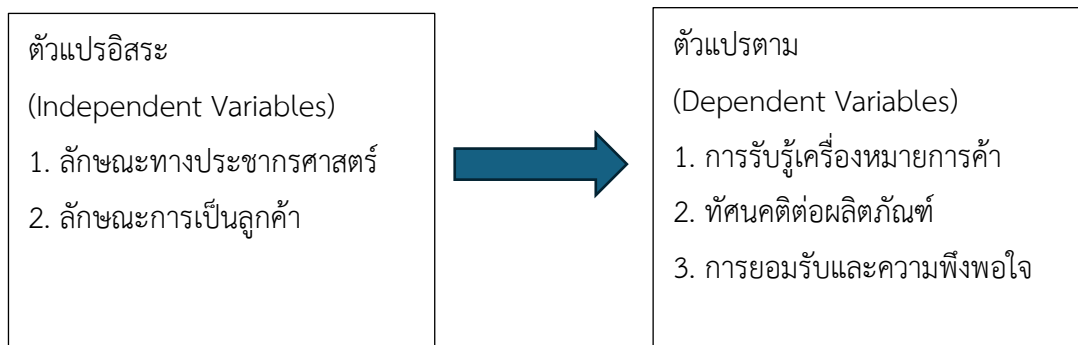 ตัวแปรอิสระ
(Independent Variables)
1. ลักษณะทางประชากรศาสตร์
2. ลักษณะการเป็นลูกค้า
ตัวแปรตาม
(Dependent Variables)
1. การรับรู้เครื่องหมายการค้า
2. ทัศนคติต่อผลิตภัณฑ์
3. การยอมรับและความพึงพอใจ